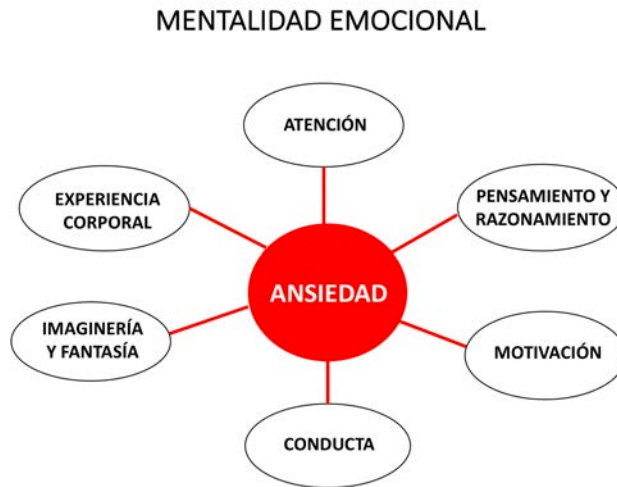 MENTALIDAD EMOCIONAL
ATENCIÓN
EXPERIENCIA
CORPORAL
PENSAMIENTO Y
RAZONAMIENTO
ANSIEDAD
IMAGINERÍA
Y FANTASÍA
MOTIVACIÓN
CONDUCTA